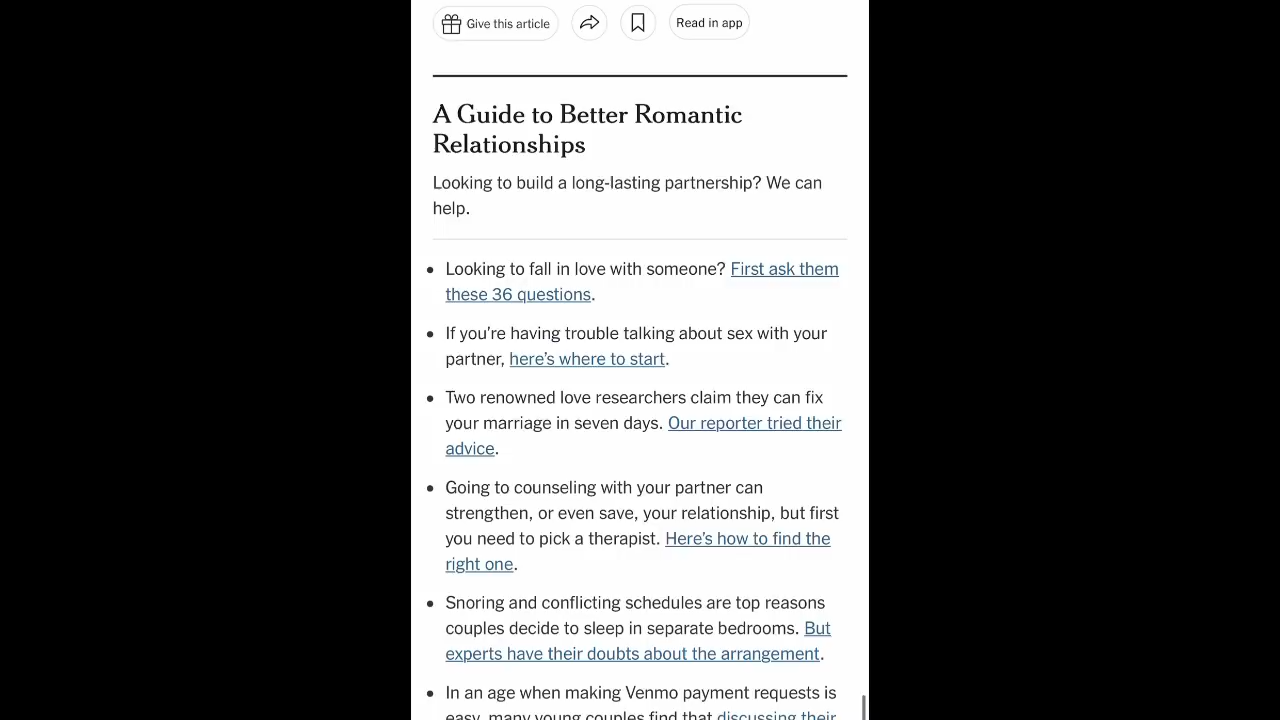 Give this article
Read in app
A Guide to Better Romantic
Relationships
Looking to build a long-lasting partnership? We can
help.
• Looking to fall in love with someone? First ask them
these 36 questions.
• If you're having trouble talking about sex with your
partner, here's where to start.
• Two renowned love researchers claim they can fix
your marriage in seven days. Our reporter tried their
advice.
• Going to counseling with your partner can
strengthen, or even save, your relationship, but first
you need to pick a therapist. Here's how to find the
right one.
• Snoring and conflicting schedules are top reasons
couples decide to sleep in separate bedrooms. But
experts have their doubts about the arrangement.
• In an age when making Venmo payment requests is
easy, many young couples find that discussing their